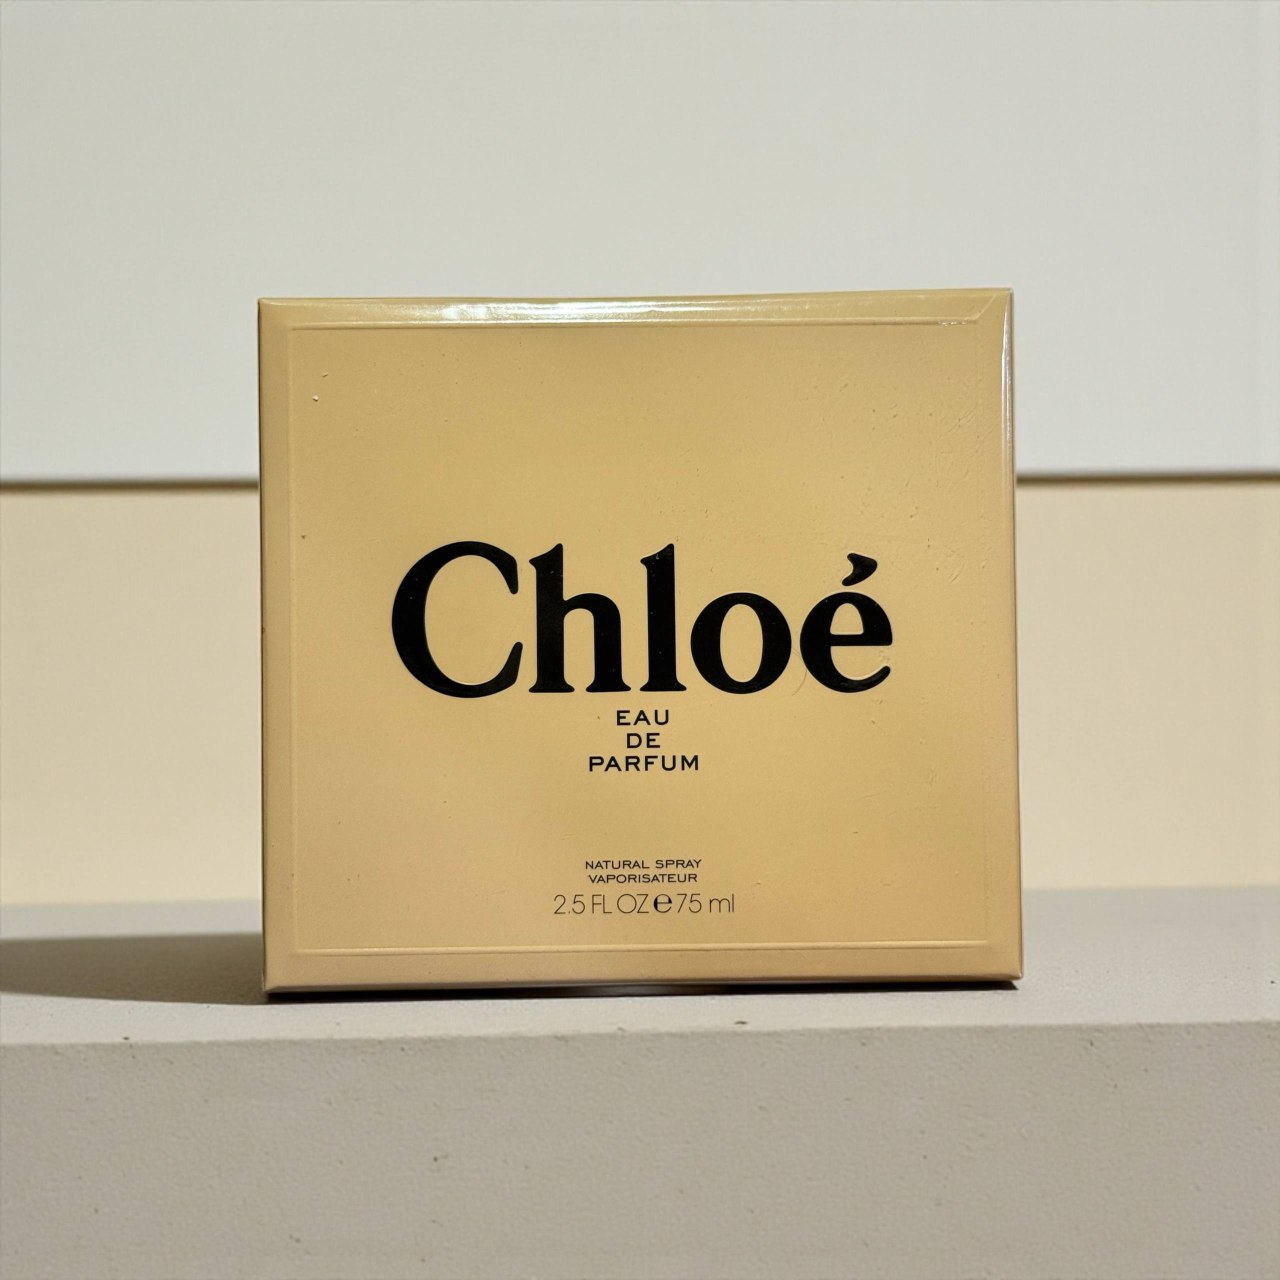 Chloé
EAU
DE
PARFUM
NATURAL SPRAY
VAPORISATEUR
2.5 FL OZ ℮ 75 ml